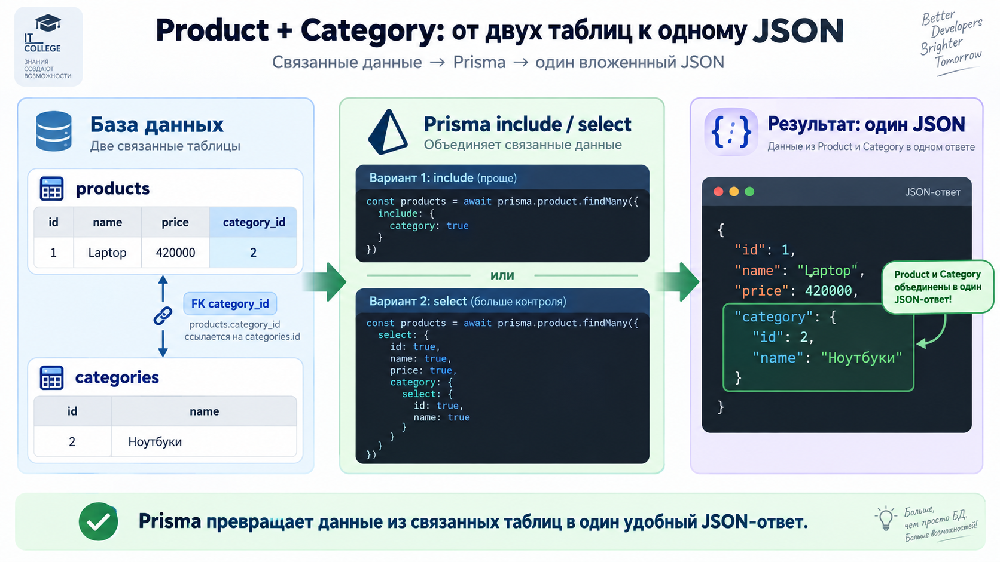 IT
COLLEGE
ЗНАНИЯ
СОЗДАЮТ
ВОЗМОЖНОСТИ
Product + Category: от двух таблиц к одному JSON
Связанные данные → Prisma → один вложеннный JSON
Better
Developers
Brighter
Tomorrow
База данных
Две связанные таблицы
products
id name price category_id
1 Laptop 420000 2
FK category_id
products.category_id
ссылается на categories.id
categories
id name
2 Ноутбуки
Prisma include / select
Объединяет связанные данные
Вариант 1: include (проще)
const products = await prisma.product.findMany({
include: {
category: true
}
})
или
Вариант 2: select (больше контроля)
const products = await prisma.product.findMany({
select: {
id: true,
name: true,
price: true,
category: {
select: {
id: true,
name: true
}
}
}
})
Результат: один JSON
Данные из Product и Category в одном ответе
JSON-ответ
{
"id": 1,
"name": "Laptop",
"price": 420000,
"category": {
"id": 2,
"name": "Ноутбуки"
}
}
Product и Category
объединены в один
JSON-ответ!
Prisma превращает данные из связанных таблиц в один удобный JSON-ответ.
Больше,
чем просто БД.
Больше возможностей!